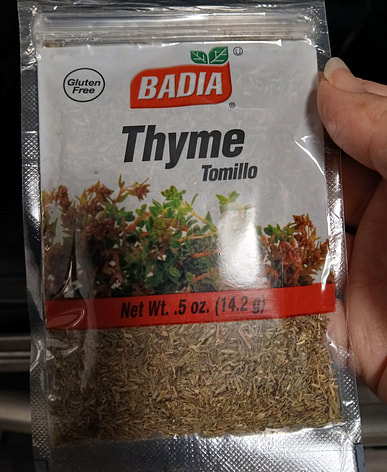 Gluten
Free
BADIA
®
Thyme
Tomillo
Net Wt. .5 oz. (14.2 g)